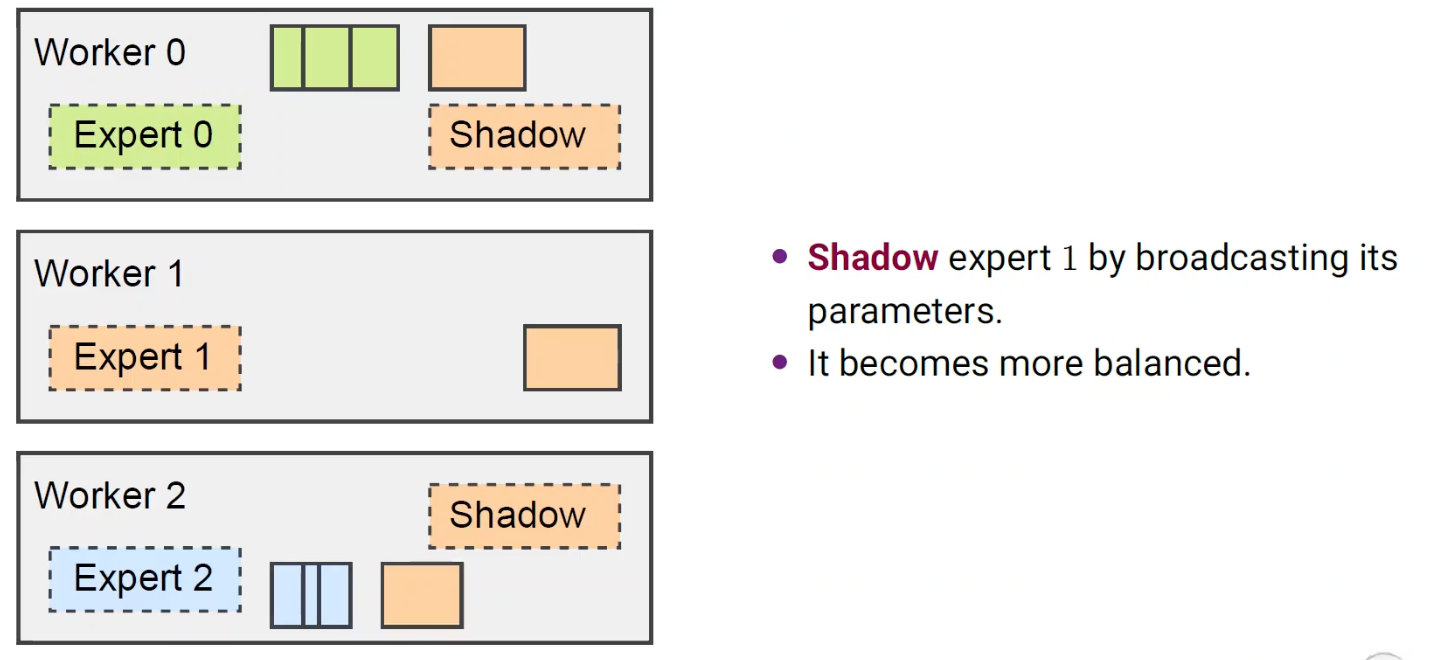 Worker 0
Expert 0
Shadow
Worker 1
Expert 1
Worker 2
Shadow
Expert 2
Shadow expert 1 by broadcasting its
parameters.
It becomes more balanced.